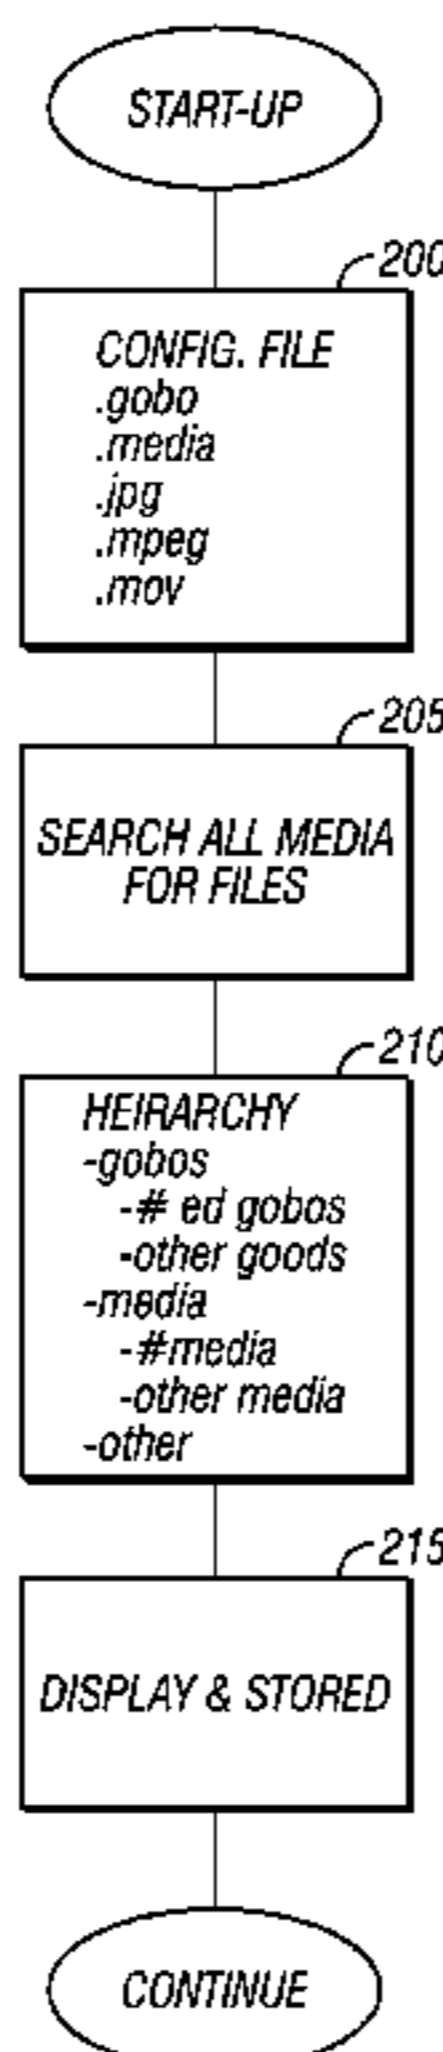 START-UP
200
CONFIG. FILE
.gobo
.media
.jpg
.mpeg
.mov
205
SEARCH ALL MEDIA
FOR FILES
210
HEIRARCHY
-gobos
-# ed gobos
-other goods
-media
-#media
-other media
-other
215
DISPLAY & STORED
CONTINUE